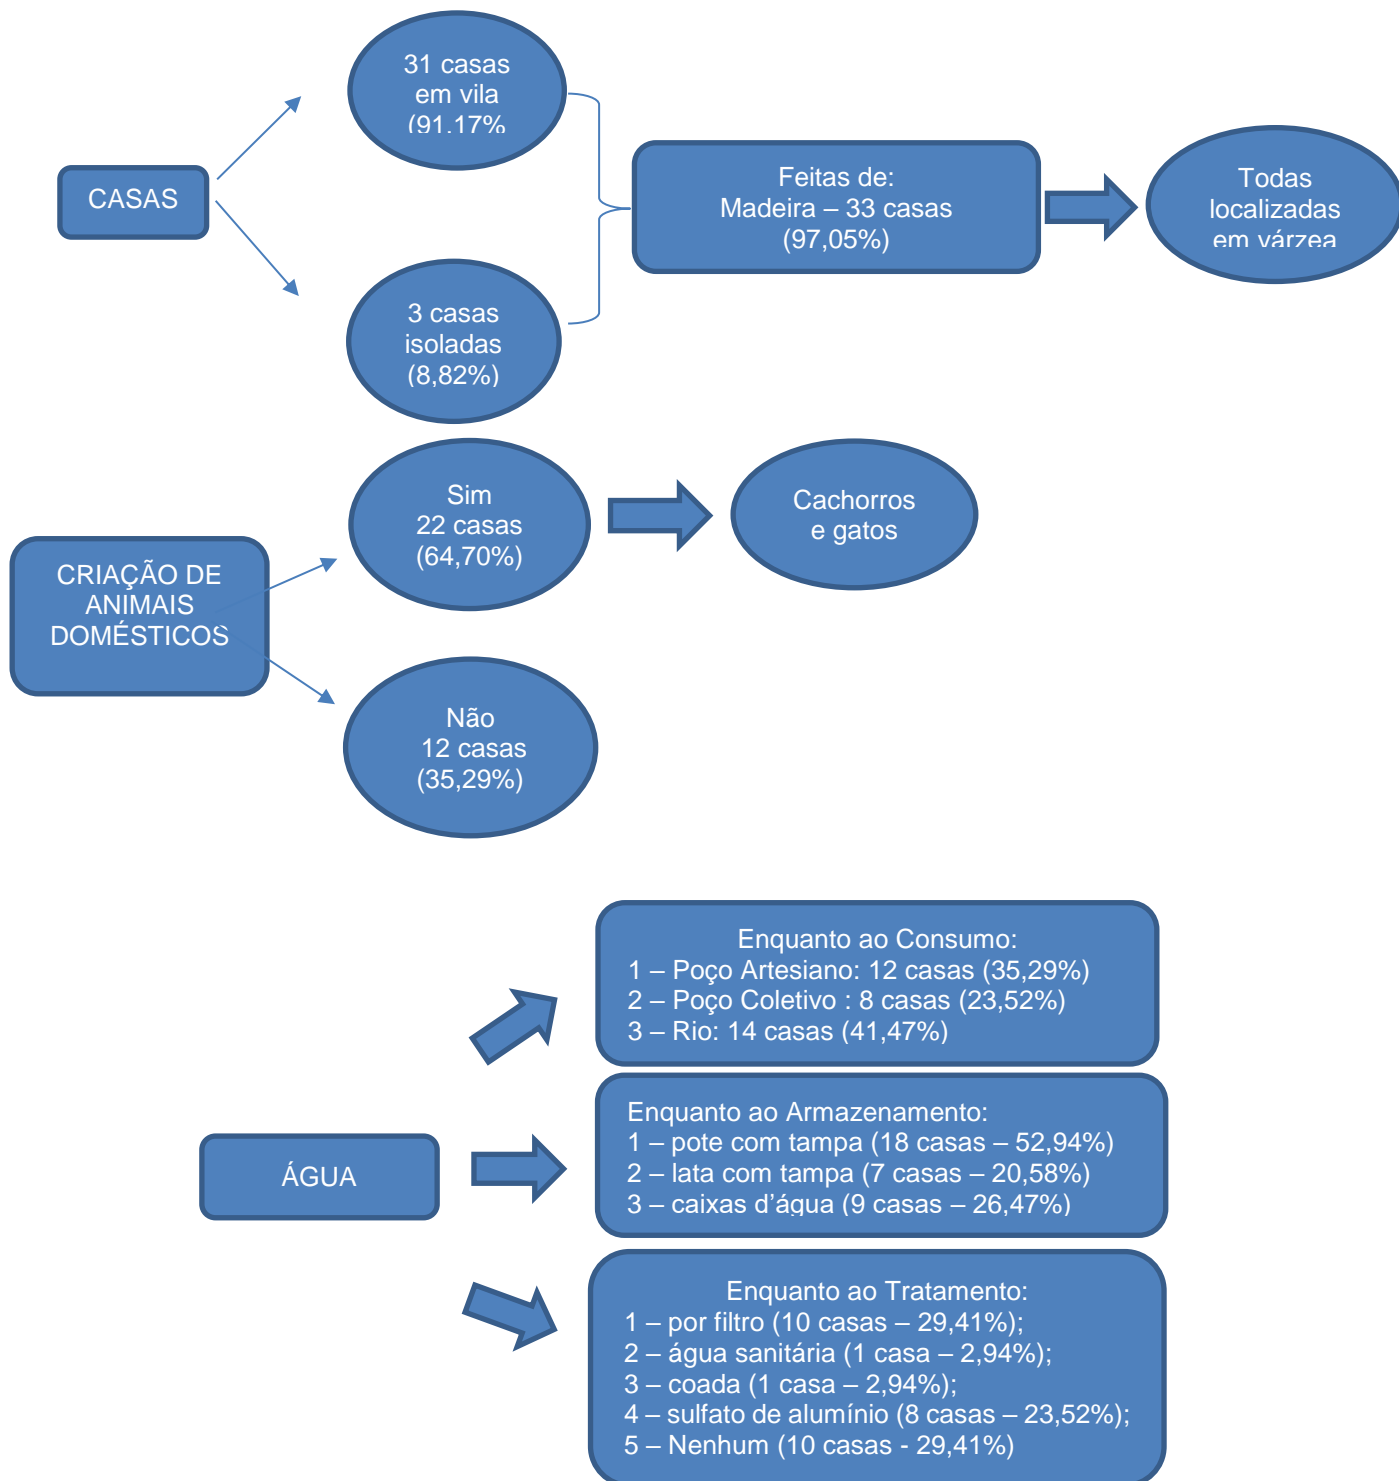 31 casas
em vila
(91,17%
CASAS
Feitas de:
Madeira – 33 casas
(97,05%)
Todas
localizadas
em várzea
3 casas
isoladas
(8,82%)
Sim
22 casas
(64,70%)
Cachorros
e gatos
CRIAÇÃO DE
ANIMAIS
DOMÉSTICOS
Não
12 casas
(35,29%)
Enquanto ao Consumo:
1 – Poço Artesiano: 12 casas (35,29%)
2 – Poço Coletivo : 8 casas (23,52%)
3 – Rio: 14 casas (41,47%)
ÁGUA
Enquanto ao Armazenamento:
1 – pote com tampa (18 casas – 52,94%)
2 – lata com tampa (7 casas – 20,58%)
3 – caixas d’água (9 casas – 26,47%)
Enquanto ao Tratamento:
1 – por filtro (10 casas – 29,41%);
2 – água sanitária (1 casa – 2,94%);
3 – coada (1 casa – 2,94%);
4 – sulfato de alumínio (8 casas – 23,52%);
5 – Nenhum (10 casas - 29,41%)